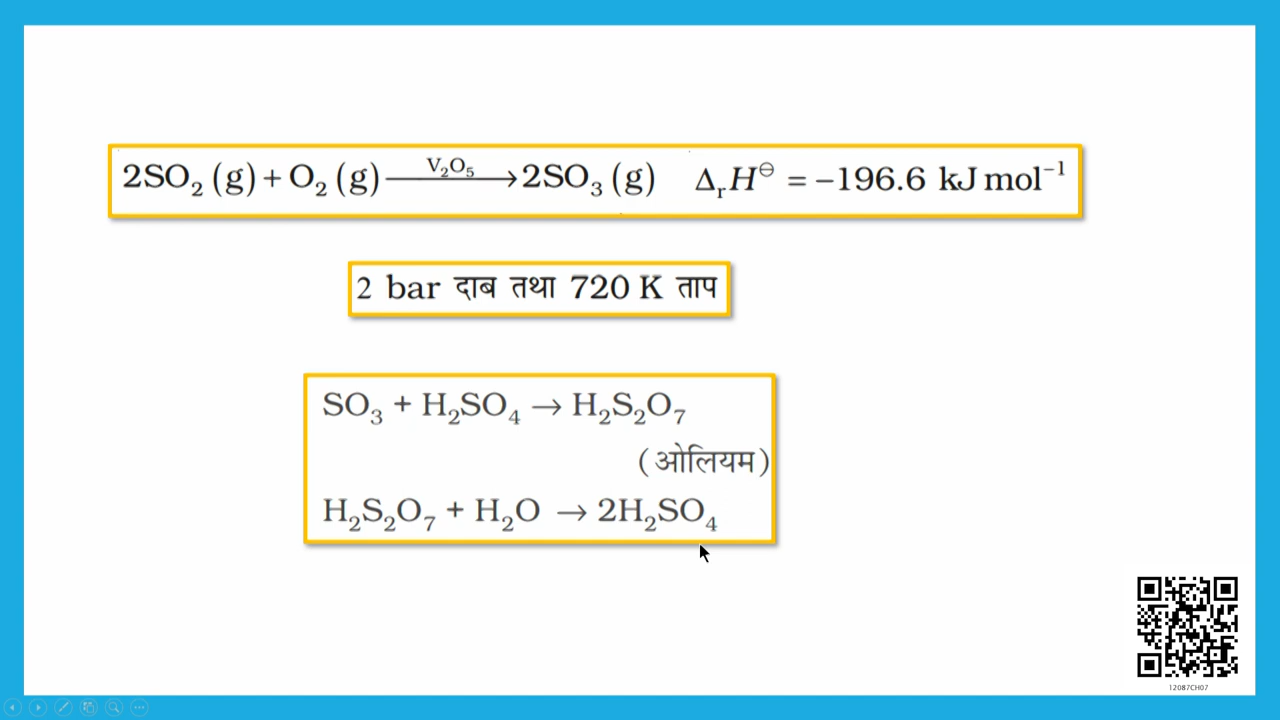 2SO₂ (g) + O₂ (g) —V₂O₅→ 2SO₃ (g) ΔᵣH⊖ = –196.6 kJ mol⁻¹
2 bar दाब तथा 720 K ताप
SO₃ + H₂SO₄ → H₂S₂O₇
(ओलियम)
H₂S₂O₇ + H₂O → 2H₂SO₄
12087CH07